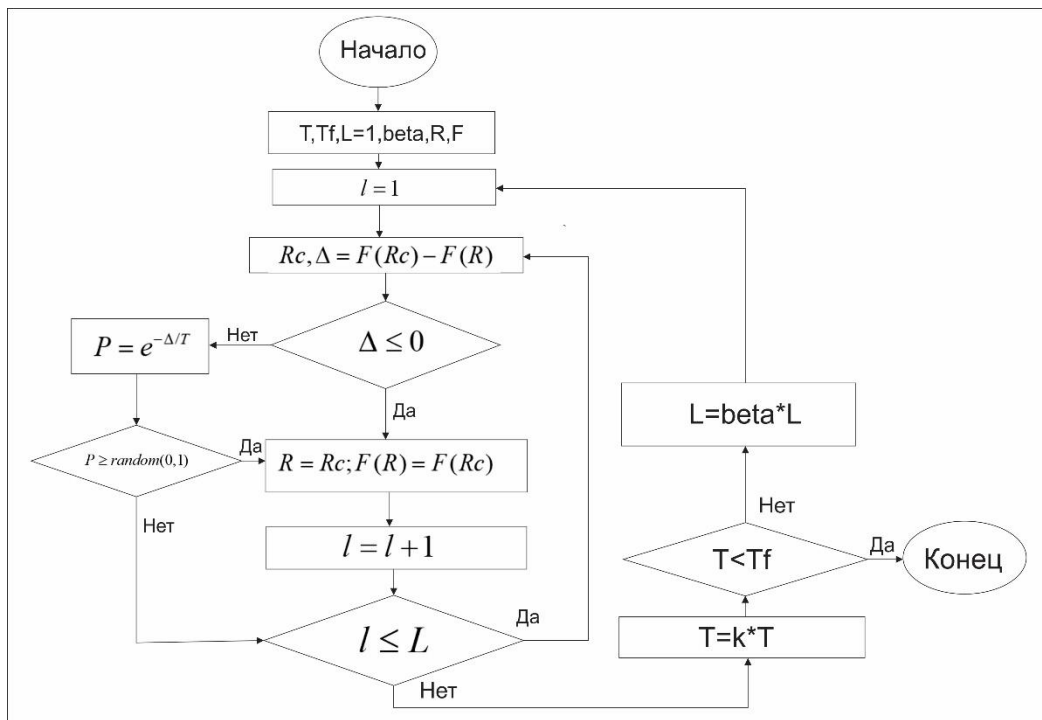 Начало
T,Tf,L=1,beta,R,F
l = 1
Rc, Δ = F(Rc) − F(R)
Δ ≤ 0
Нет
P = e^{−Δ/T}
Да
P ≥ random(0,1)
Да
R = Rc; F(R) = F(Rc)
Нет
l = l + 1
l ≤ L
Да
Нет
T=k*T
T<Tf
Да
Конец
Нет
L=beta*L